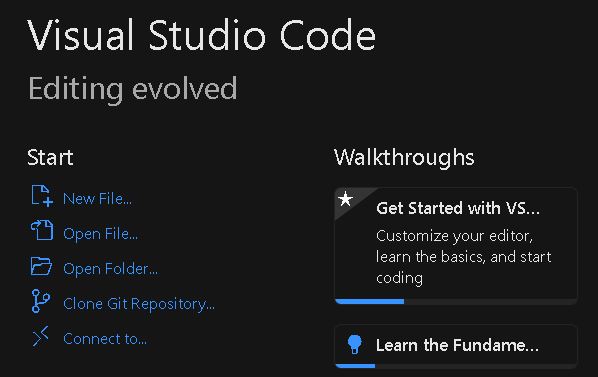 Visual Studio Code
Editing evolved
Start
New File...
Open File...
Open Folder...
Clone Git Repository...
Connect to...
Walkthroughs
Get Started with VS...
Customize your editor,
learn the basics, and start
coding
Learn the Fundame...